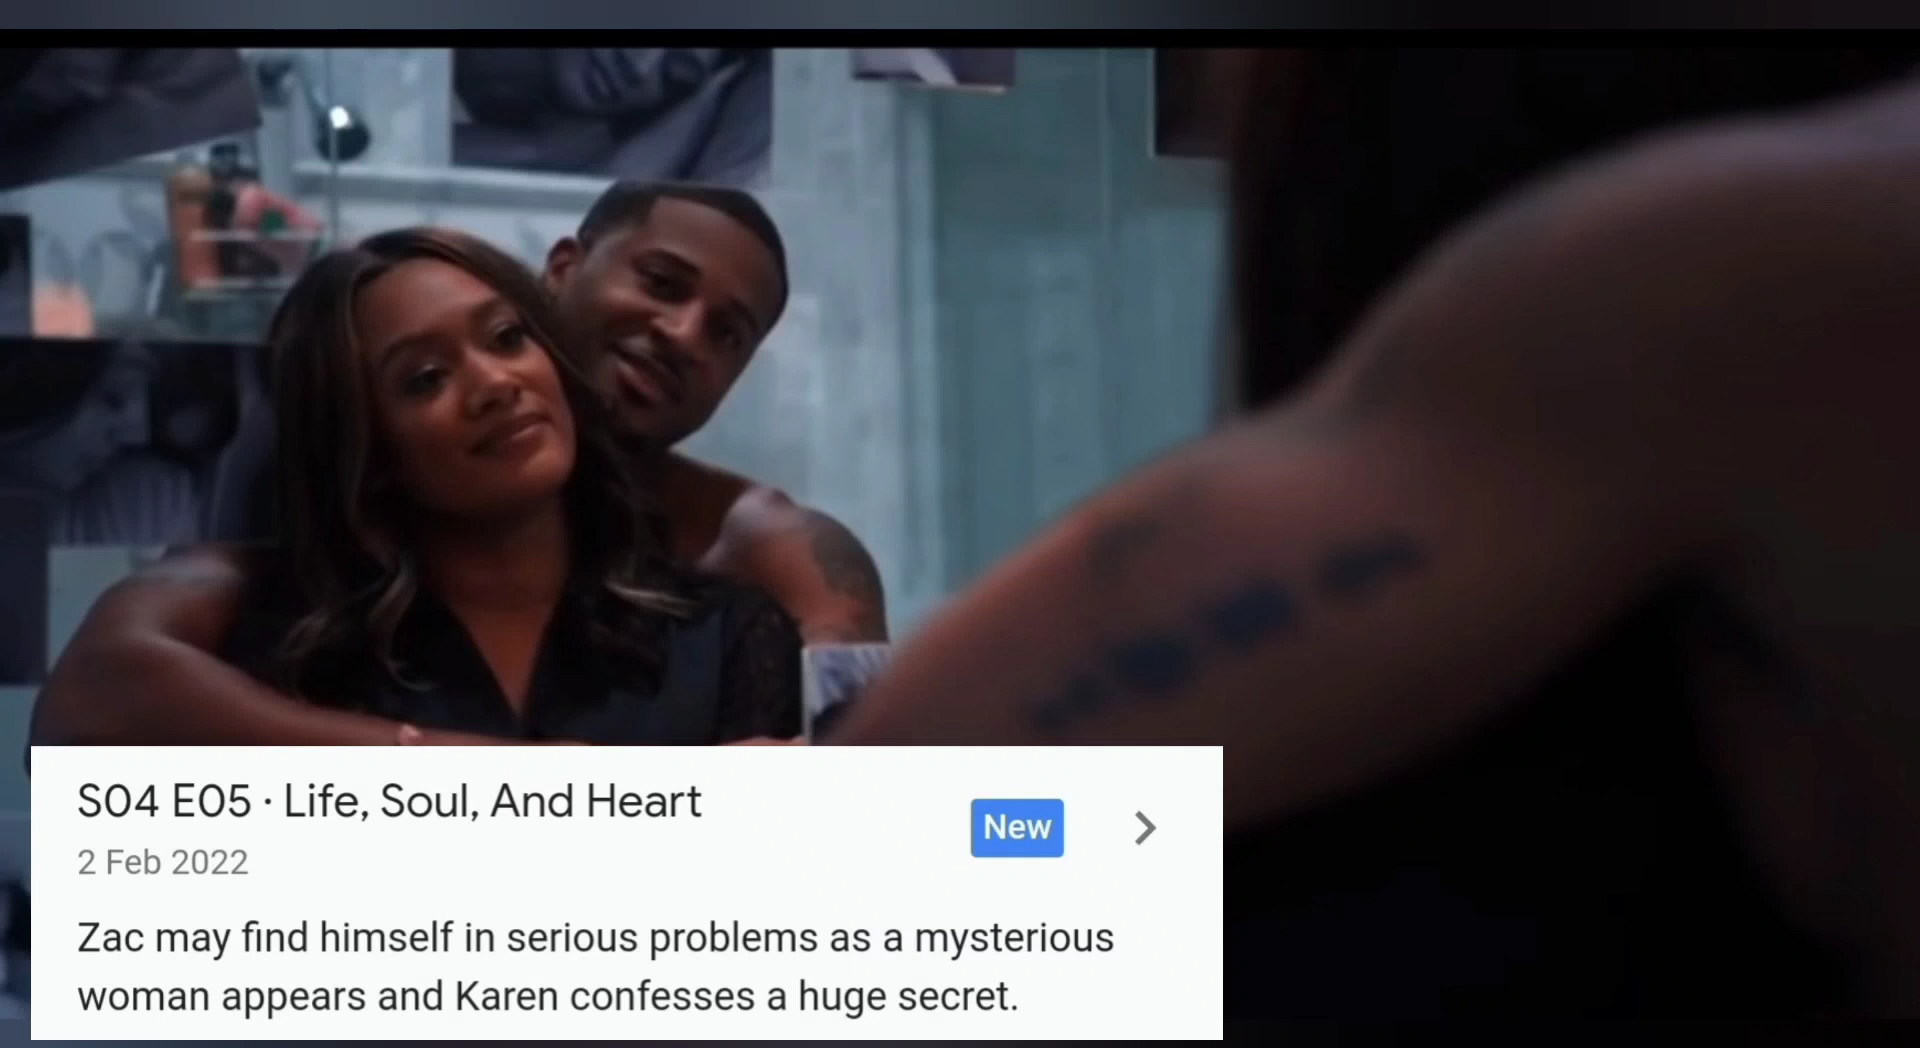 S04 E05 · Life, Soul, And Heart
New
2 Feb 2022
Zac may find himself in serious problems as a mysterious
woman appears and Karen confesses a huge secret.